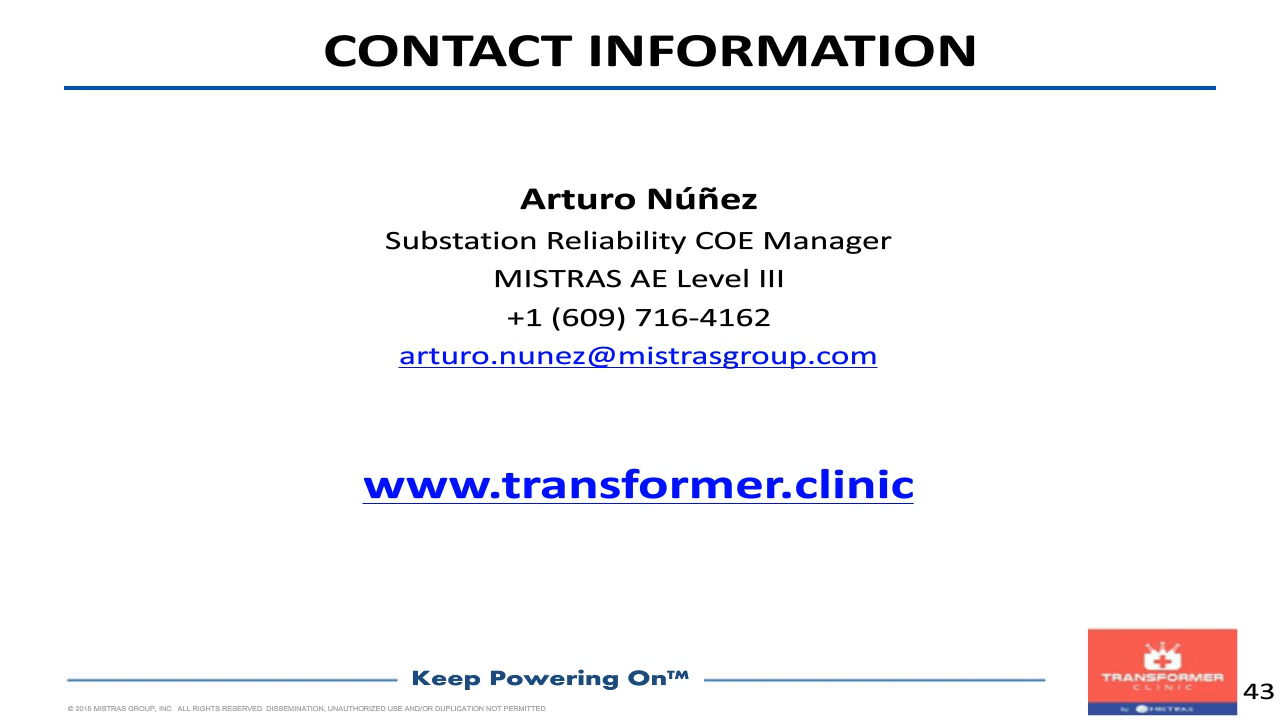 CONTACT INFORMATION
Arturo Núñez
Substation Reliability COE Manager
MISTRAS AE Level III
+1 (609) 716-4162
arturo.nunez@mistrasgroup.com
www.transformer.clinic
Keep Powering On™
TRANSFORMER
CLINIC
by MISTRAS
43
© 2015 MISTRAS GROUP, INC ALL RIGHTS RESERVED DISSEMINATION, UNAUTHORIZED USE AND/OR DUPLICATION NOT PERMITTED